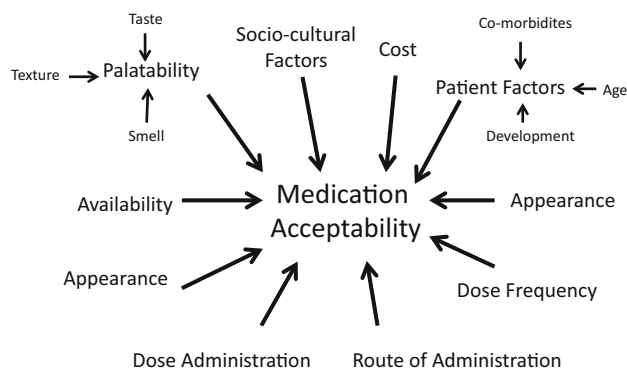 Taste
Texture
Palatability
Smell
Socio-cultural
Factors
Cost
Co-morbidites
Patient Factors
Age
Development
Availability
Medication
Acceptability
Appearance
Appearance
Dose Frequency
Dose Administration
Route of Administration